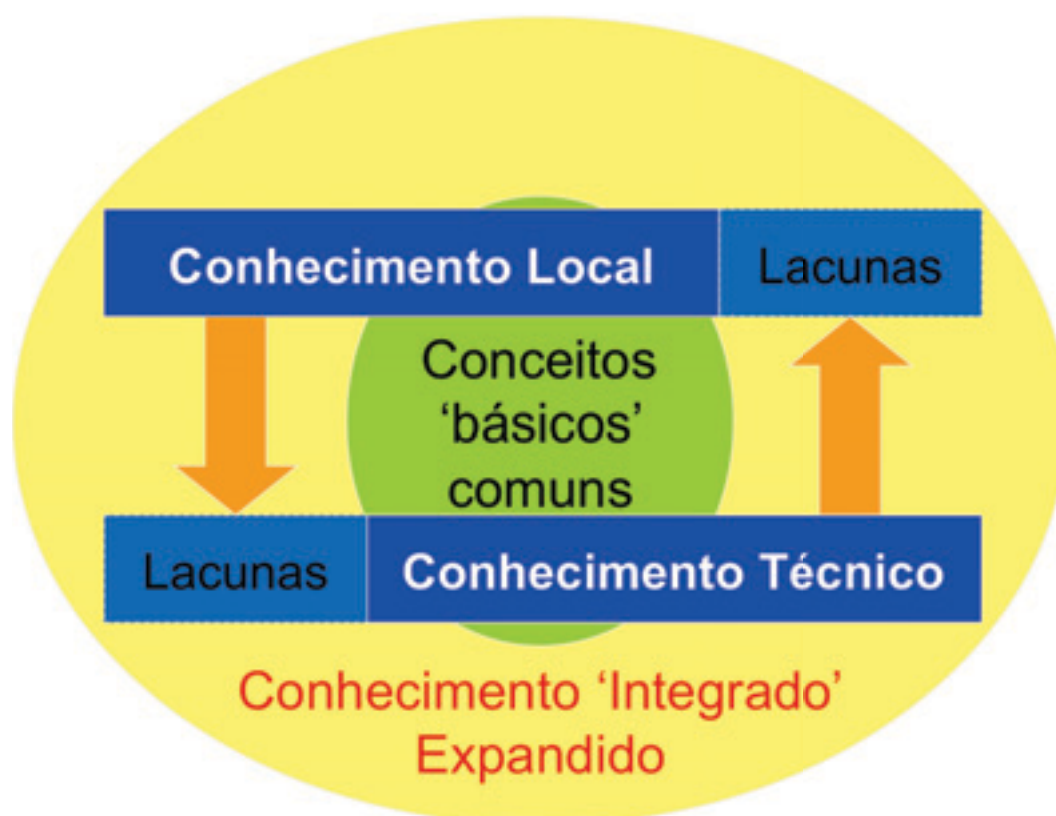 Conhecimento Local
Lacunas
Conceitos
‘básicos’
comuns
Lacunas
Conhecimento Técnico
Conhecimento ‘Integrado’
Expandido